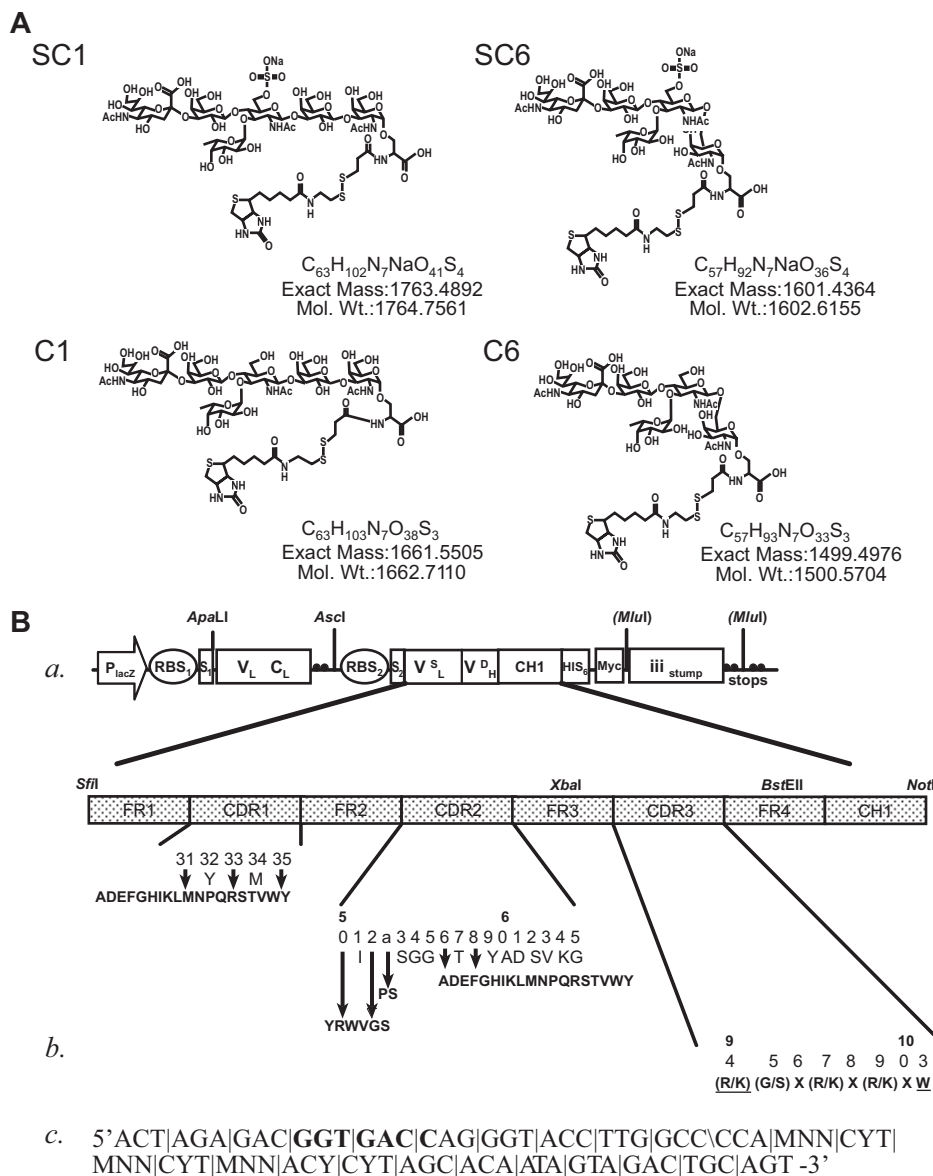 A
SC1
SC6
C63H102N7NaO41S4
Exact Mass:1763.4892
Mol. Wt.:1764.7561
C57H92N7NaO36S4
Exact Mass:1601.4364
Mol. Wt.:1602.6155
C1
C6
C63H103N7O38S3
Exact Mass:1661.5505
Mol. Wt.:1662.7110
C57H93N7O33S3
Exact Mass:1499.4976
Mol. Wt.:1500.5704
B
ApaLI AscI (MluI) (MluI)
a.
PlacZ RBS1 S1 VL CL RBS2 S2 VSL VDH CH1 HIS6 Myc iii stump stops
SfiI XbaI BstEII NotI
FR1 CDR1 FR2 CDR2 FR3 CDR3 FR4 CH1
31 32 33 34 35
Y M
ADEFGHIKLMNPQRSTVWY
5 6
0 1 2 a 3 4 5 6 7 8 9 0 1 2 3 4 5
I SGG T YAD SV KG
ADEFGHIKLMNPQRSTVWY
PS
YRWVGS
b.
9 10
4 5 6 7 8 9 0 3
(R/K) (G/S) X (R/K) X (R/K) X W
c. 5'ACT|AGA|GAC|GGT|GAC|CAG|GGT|ACC|TTG|GCC\CCA|MNN|CYT|
MNN|CYT|MNN|ACY|CYT|AGC|ACA|ATA|GTA|GAC|TGC|AGT -3'